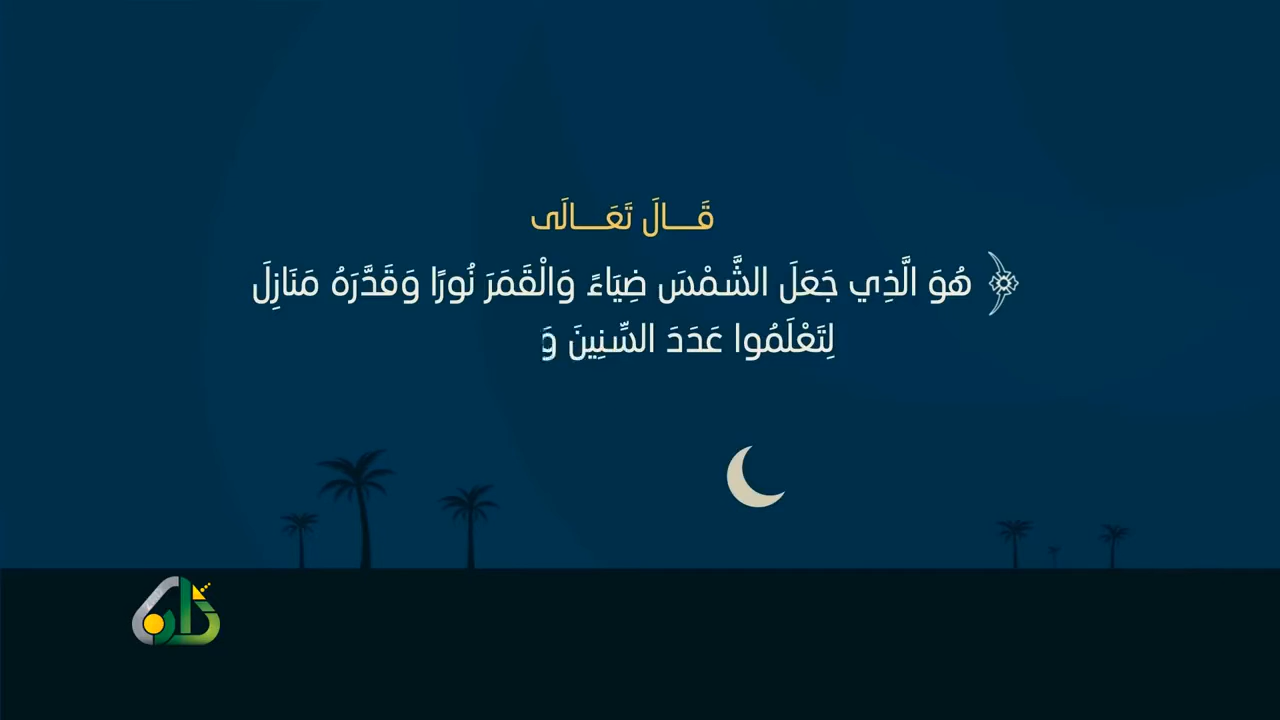 قَـــالَ تَعَـــالَى
﴿ هُوَ الَّذِي جَعَلَ الشَّمْسَ ضِيَاءً وَالْقَمَرَ نُورًا وَقَدَّرَهُ مَنَازِلَ
لِتَعْلَمُوا عَدَدَ السِّنِينَ وَ